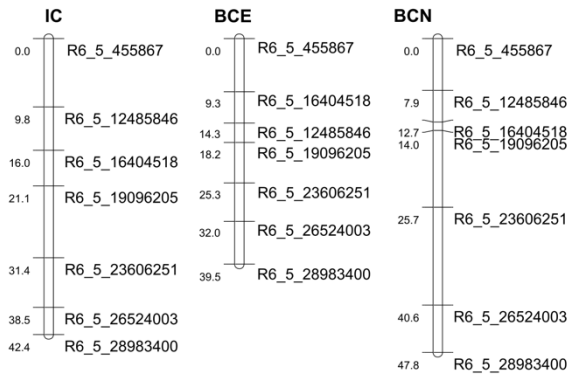 IC
0.0 R6_5_455867
9.8 R6_5_12485846
16.0 R6_5_16404518
21.1 R6_5_19096205
31.4 R6_5_23606251
38.5 R6_5_26524003
42.4 R6_5_28983400
BCE
0.0 R6_5_455867
9.3 R6_5_16404518
14.3 R6_5_12485846
18.2 R6_5_19096205
25.3 R6_5_23606251
32.0 R6_5_26524003
39.5 R6_5_28983400
BCN
0.0 R6_5_455867
7.9 R6_5_12485846
12.7 R6_5_16404518
14.0 R6_5_19096205
25.7 R6_5_23606251
40.6 R6_5_26524003
47.8 R6_5_28983400